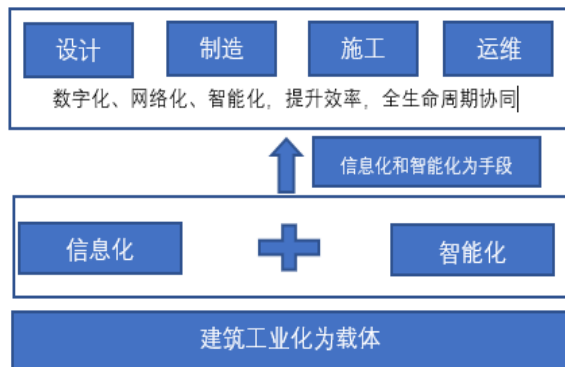 设计 制造 施工 运维
数字化、网络化、智能化，提升效率，全生命周期协同
信息化和智能化为手段
信息化 智能化
建筑工业化为载体